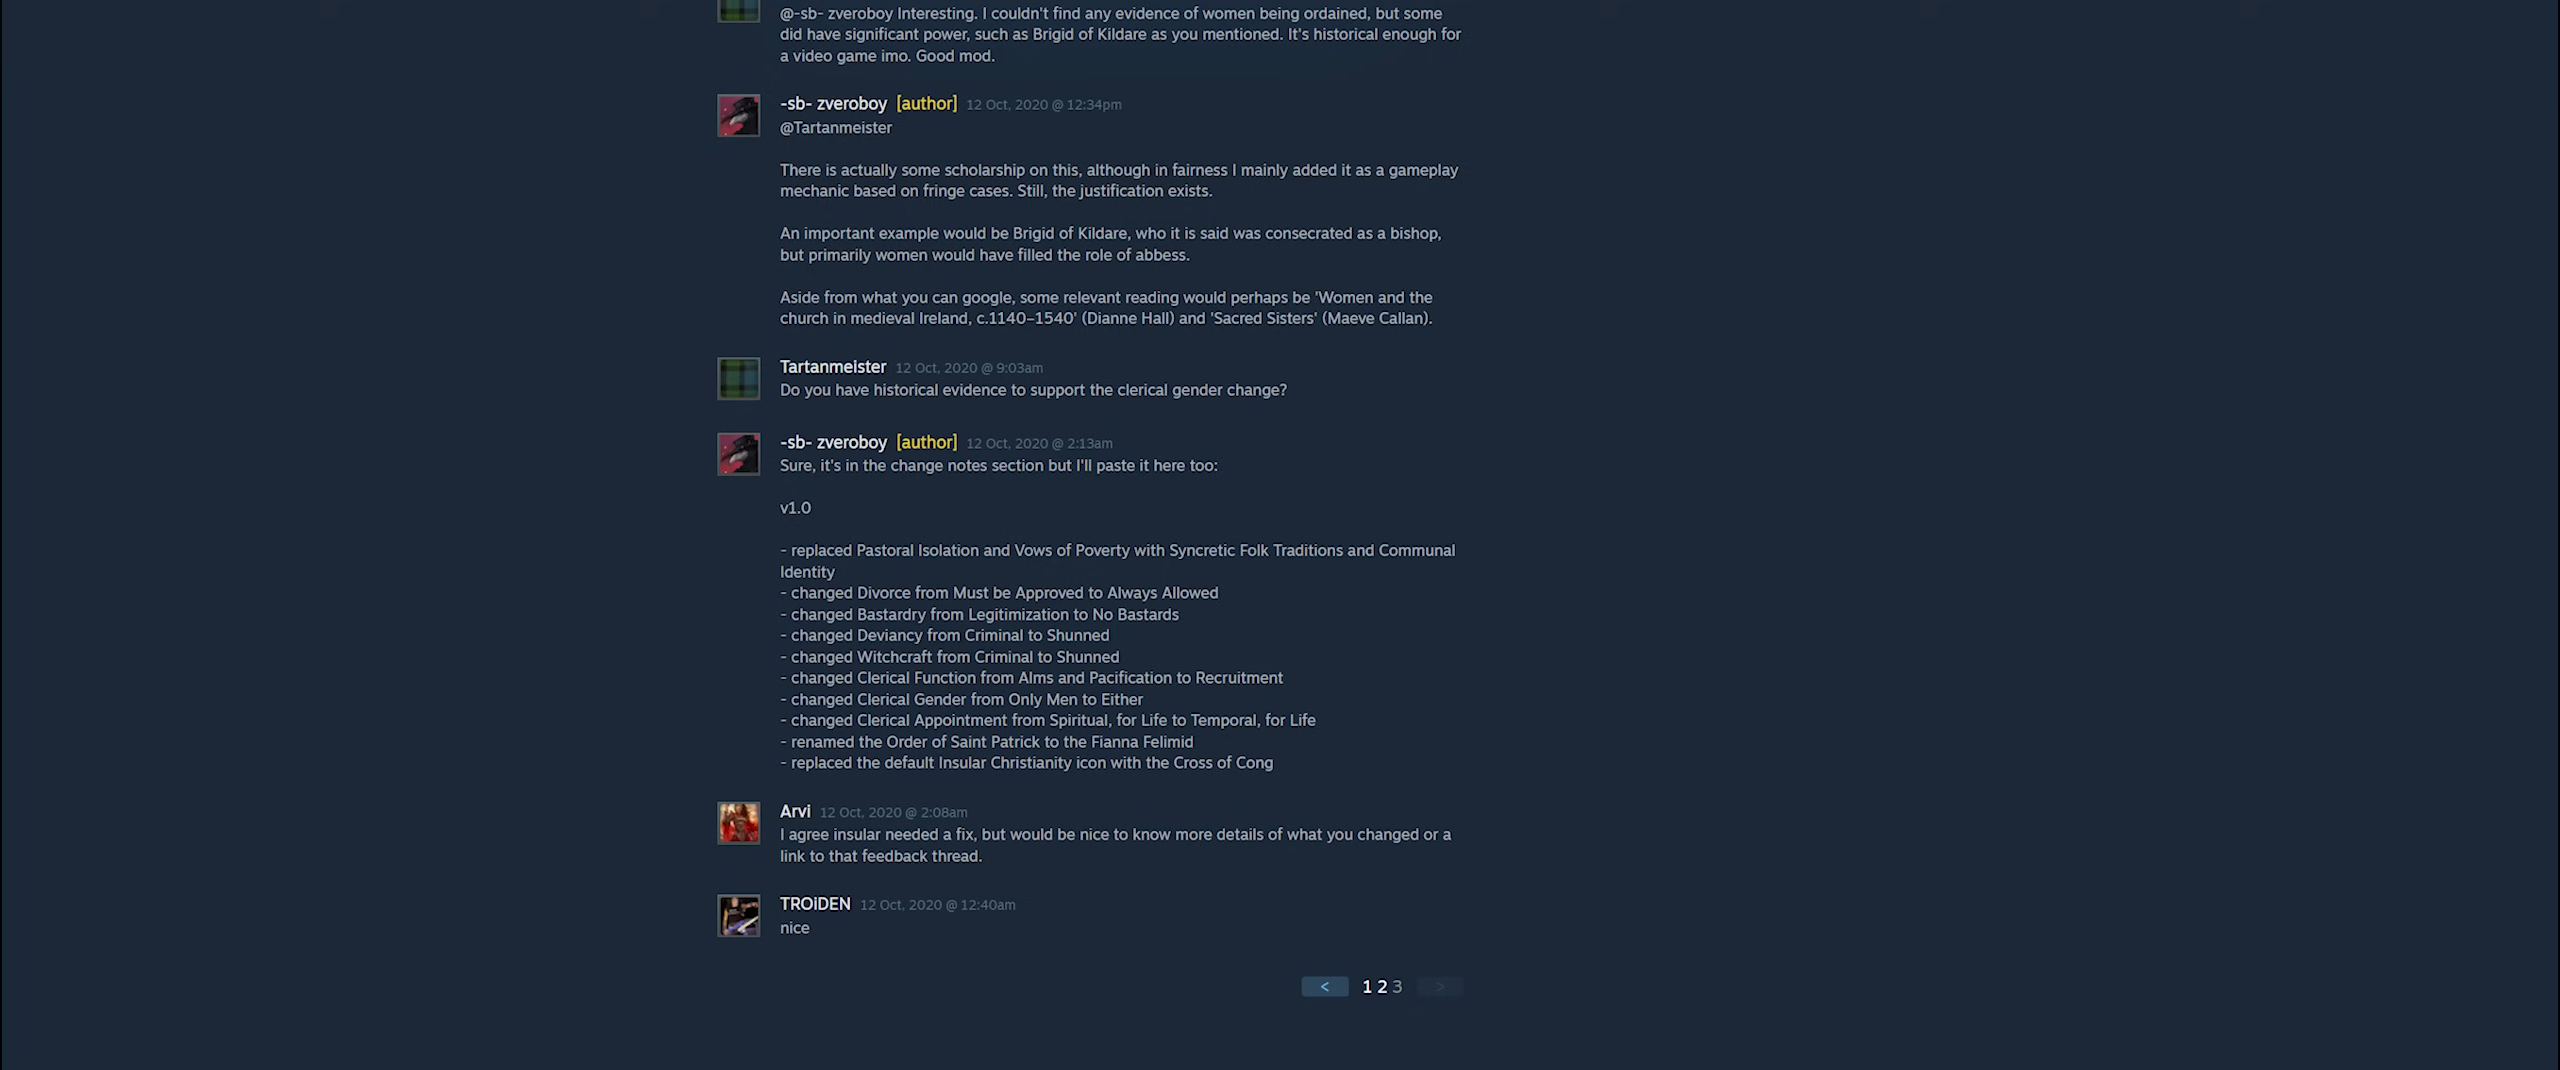 @-sb- zveroboy Interesting. I couldn't find any evidence of women being ordained, but some
did have significant power, such as Brigid of Kildare as you mentioned. It's historical enough for
a video game imo. Good mod.
-sb- zveroboy [author] 12 Oct, 2020 @ 12:34pm
@Tartanmeister
There is actually some scholarship on this, although in fairness I mainly added it as a gameplay
mechanic based on fringe cases. Still, the justification exists.
An important example would be Brigid of Kildare, who it is said was consecrated as a bishop,
but primarily women would have filled the role of abbess.
Aside from what you can google, some relevant reading would perhaps be 'Women and the
church in medieval Ireland, c.1140–1540' (Dianne Hall) and 'Sacred Sisters' (Maeve Callan).
Tartanmeister 12 Oct, 2020 @ 9:03am
Do you have historical evidence to support the clerical gender change?
-sb- zveroboy [author] 12 Oct, 2020 @ 2:13am
Sure, it's in the change notes section but I'll paste it here too:
v1.0
- replaced Pastoral Isolation and Vows of Poverty with Syncretic Folk Traditions and Communal
Identity
- changed Divorce from Must be Approved to Always Allowed
- changed Bastardry from Legitimization to No Bastards
- changed Deviancy from Criminal to Shunned
- changed Witchcraft from Criminal to Shunned
- changed Clerical Function from Alms and Pacification to Recruitment
- changed Clerical Gender from Only Men to Either
- changed Clerical Appointment from Spiritual, for Life to Temporal, for Life
- renamed the Order of Saint Patrick to the Fianna Felimid
- replaced the default Insular Christianity icon with the Cross of Cong
Arvi 12 Oct, 2020 @ 2:08am
I agree insular needed a fix, but would be nice to know more details of what you changed or a
link to that feedback thread.
TROiDEN 12 Oct, 2020 @ 12:40am
nice
< 1 2 3 >